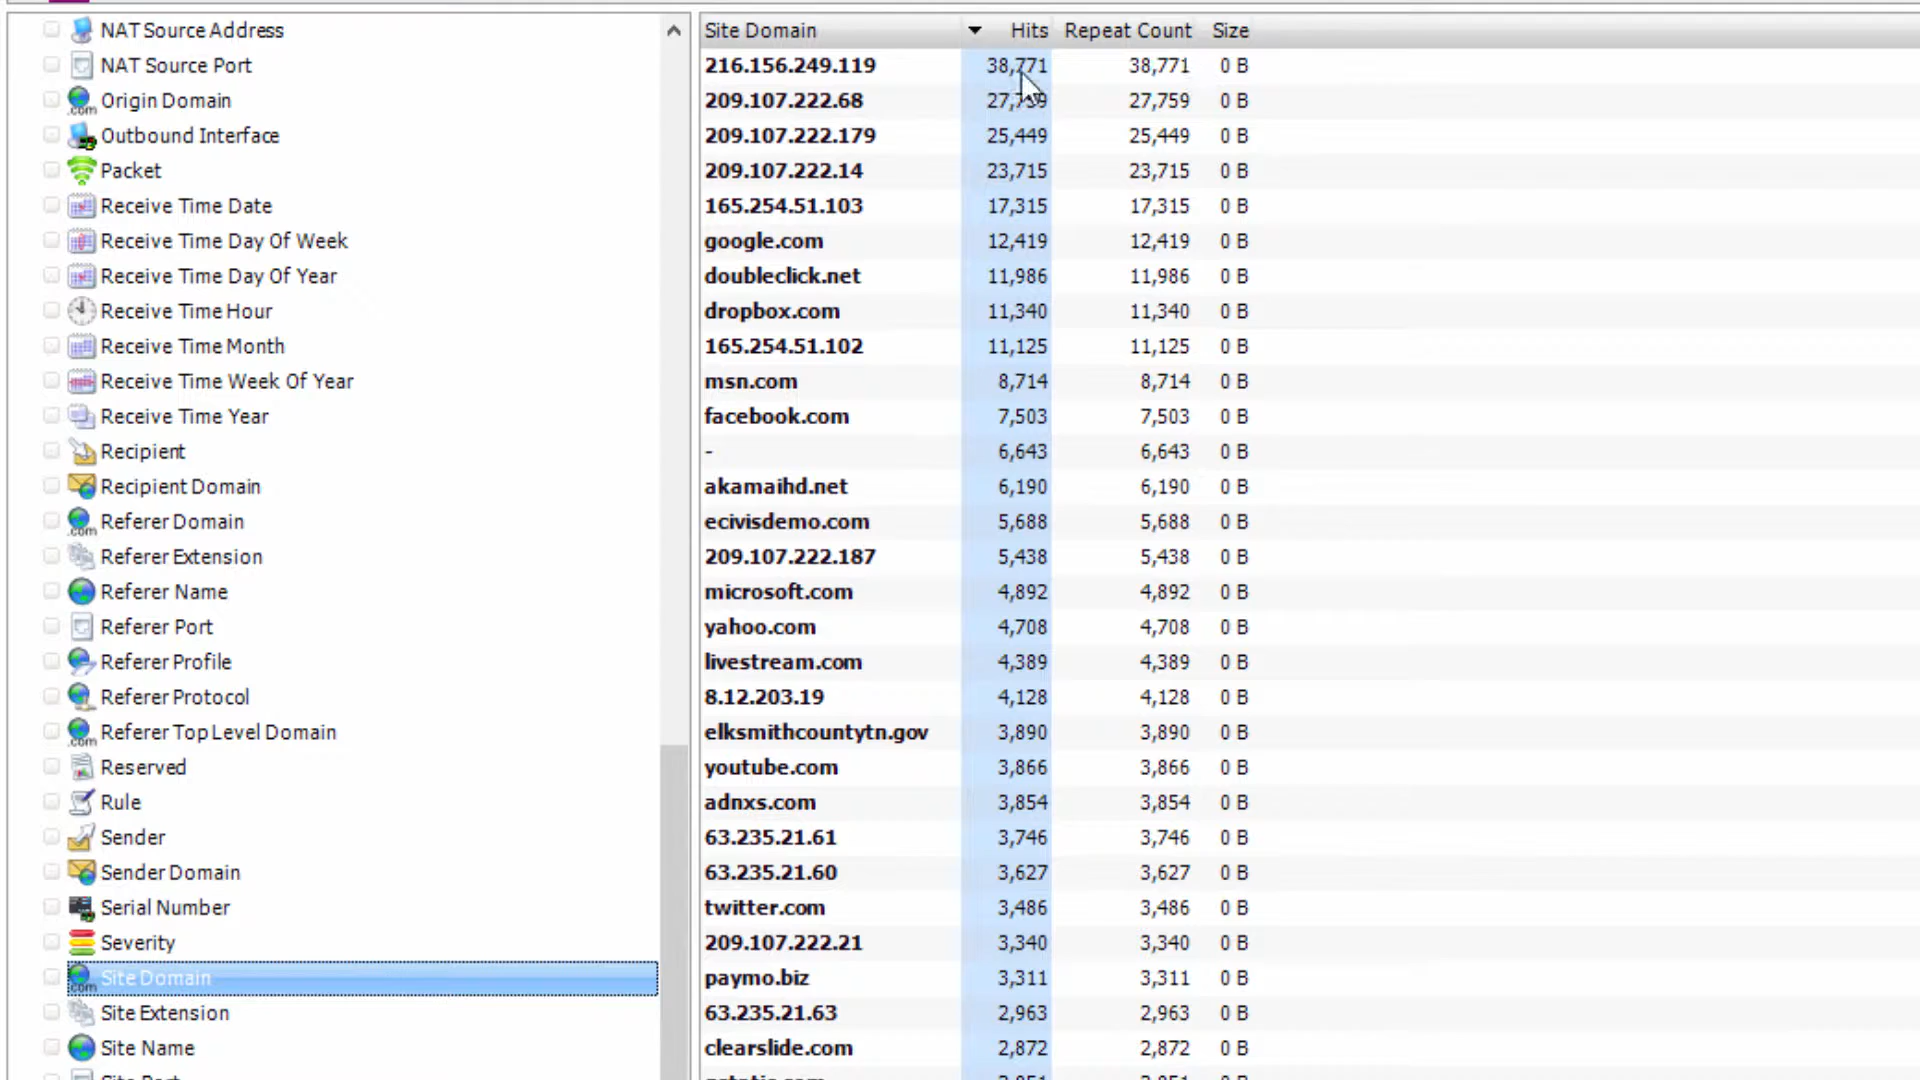 NAT Source Address
NAT Source Port
Origin Domain
Outbound Interface
Packet
Receive Time Date
Receive Time Day Of Week
Receive Time Day Of Year
Receive Time Hour
Receive Time Month
Receive Time Week Of Year
Receive Time Year
Recipient
Recipient Domain
Referer Domain
Referer Extension
Referer Name
Referer Port
Referer Profile
Referer Protocol
Referer Top Level Domain
Reserved
Rule
Sender
Sender Domain
Serial Number
Severity
Site Domain
Site Extension
Site Name
Site Domain Hits Repeat Count Size
216.156.249.119 38,771 38,771 0 B
209.107.222.68 27,759 27,759 0 B
209.107.222.179 25,449 25,449 0 B
209.107.222.14 23,715 23,715 0 B
165.254.51.103 17,315 17,315 0 B
google.com 12,419 12,419 0 B
doubleclick.net 11,986 11,986 0 B
dropbox.com 11,340 11,340 0 B
165.254.51.102 11,125 11,125 0 B
msn.com 8,714 8,714 0 B
facebook.com 7,503 7,503 0 B
- 6,643 6,643 0 B
akamaihd.net 6,190 6,190 0 B
ecivisdemo.com 5,688 5,688 0 B
209.107.222.187 5,438 5,438 0 B
microsoft.com 4,892 4,892 0 B
yahoo.com 4,708 4,708 0 B
livestream.com 4,389 4,389 0 B
8.12.203.19 4,128 4,128 0 B
elksmithcountytn.gov 3,890 3,890 0 B
youtube.com 3,866 3,866 0 B
adnxs.com 3,854 3,854 0 B
63.235.21.61 3,746 3,746 0 B
63.235.21.60 3,627 3,627 0 B
twitter.com 3,486 3,486 0 B
209.107.222.21 3,340 3,340 0 B
paymo.biz 3,311 3,311 0 B
63.235.21.63 2,963 2,963 0 B
clearslide.com 2,872 2,872 0 B